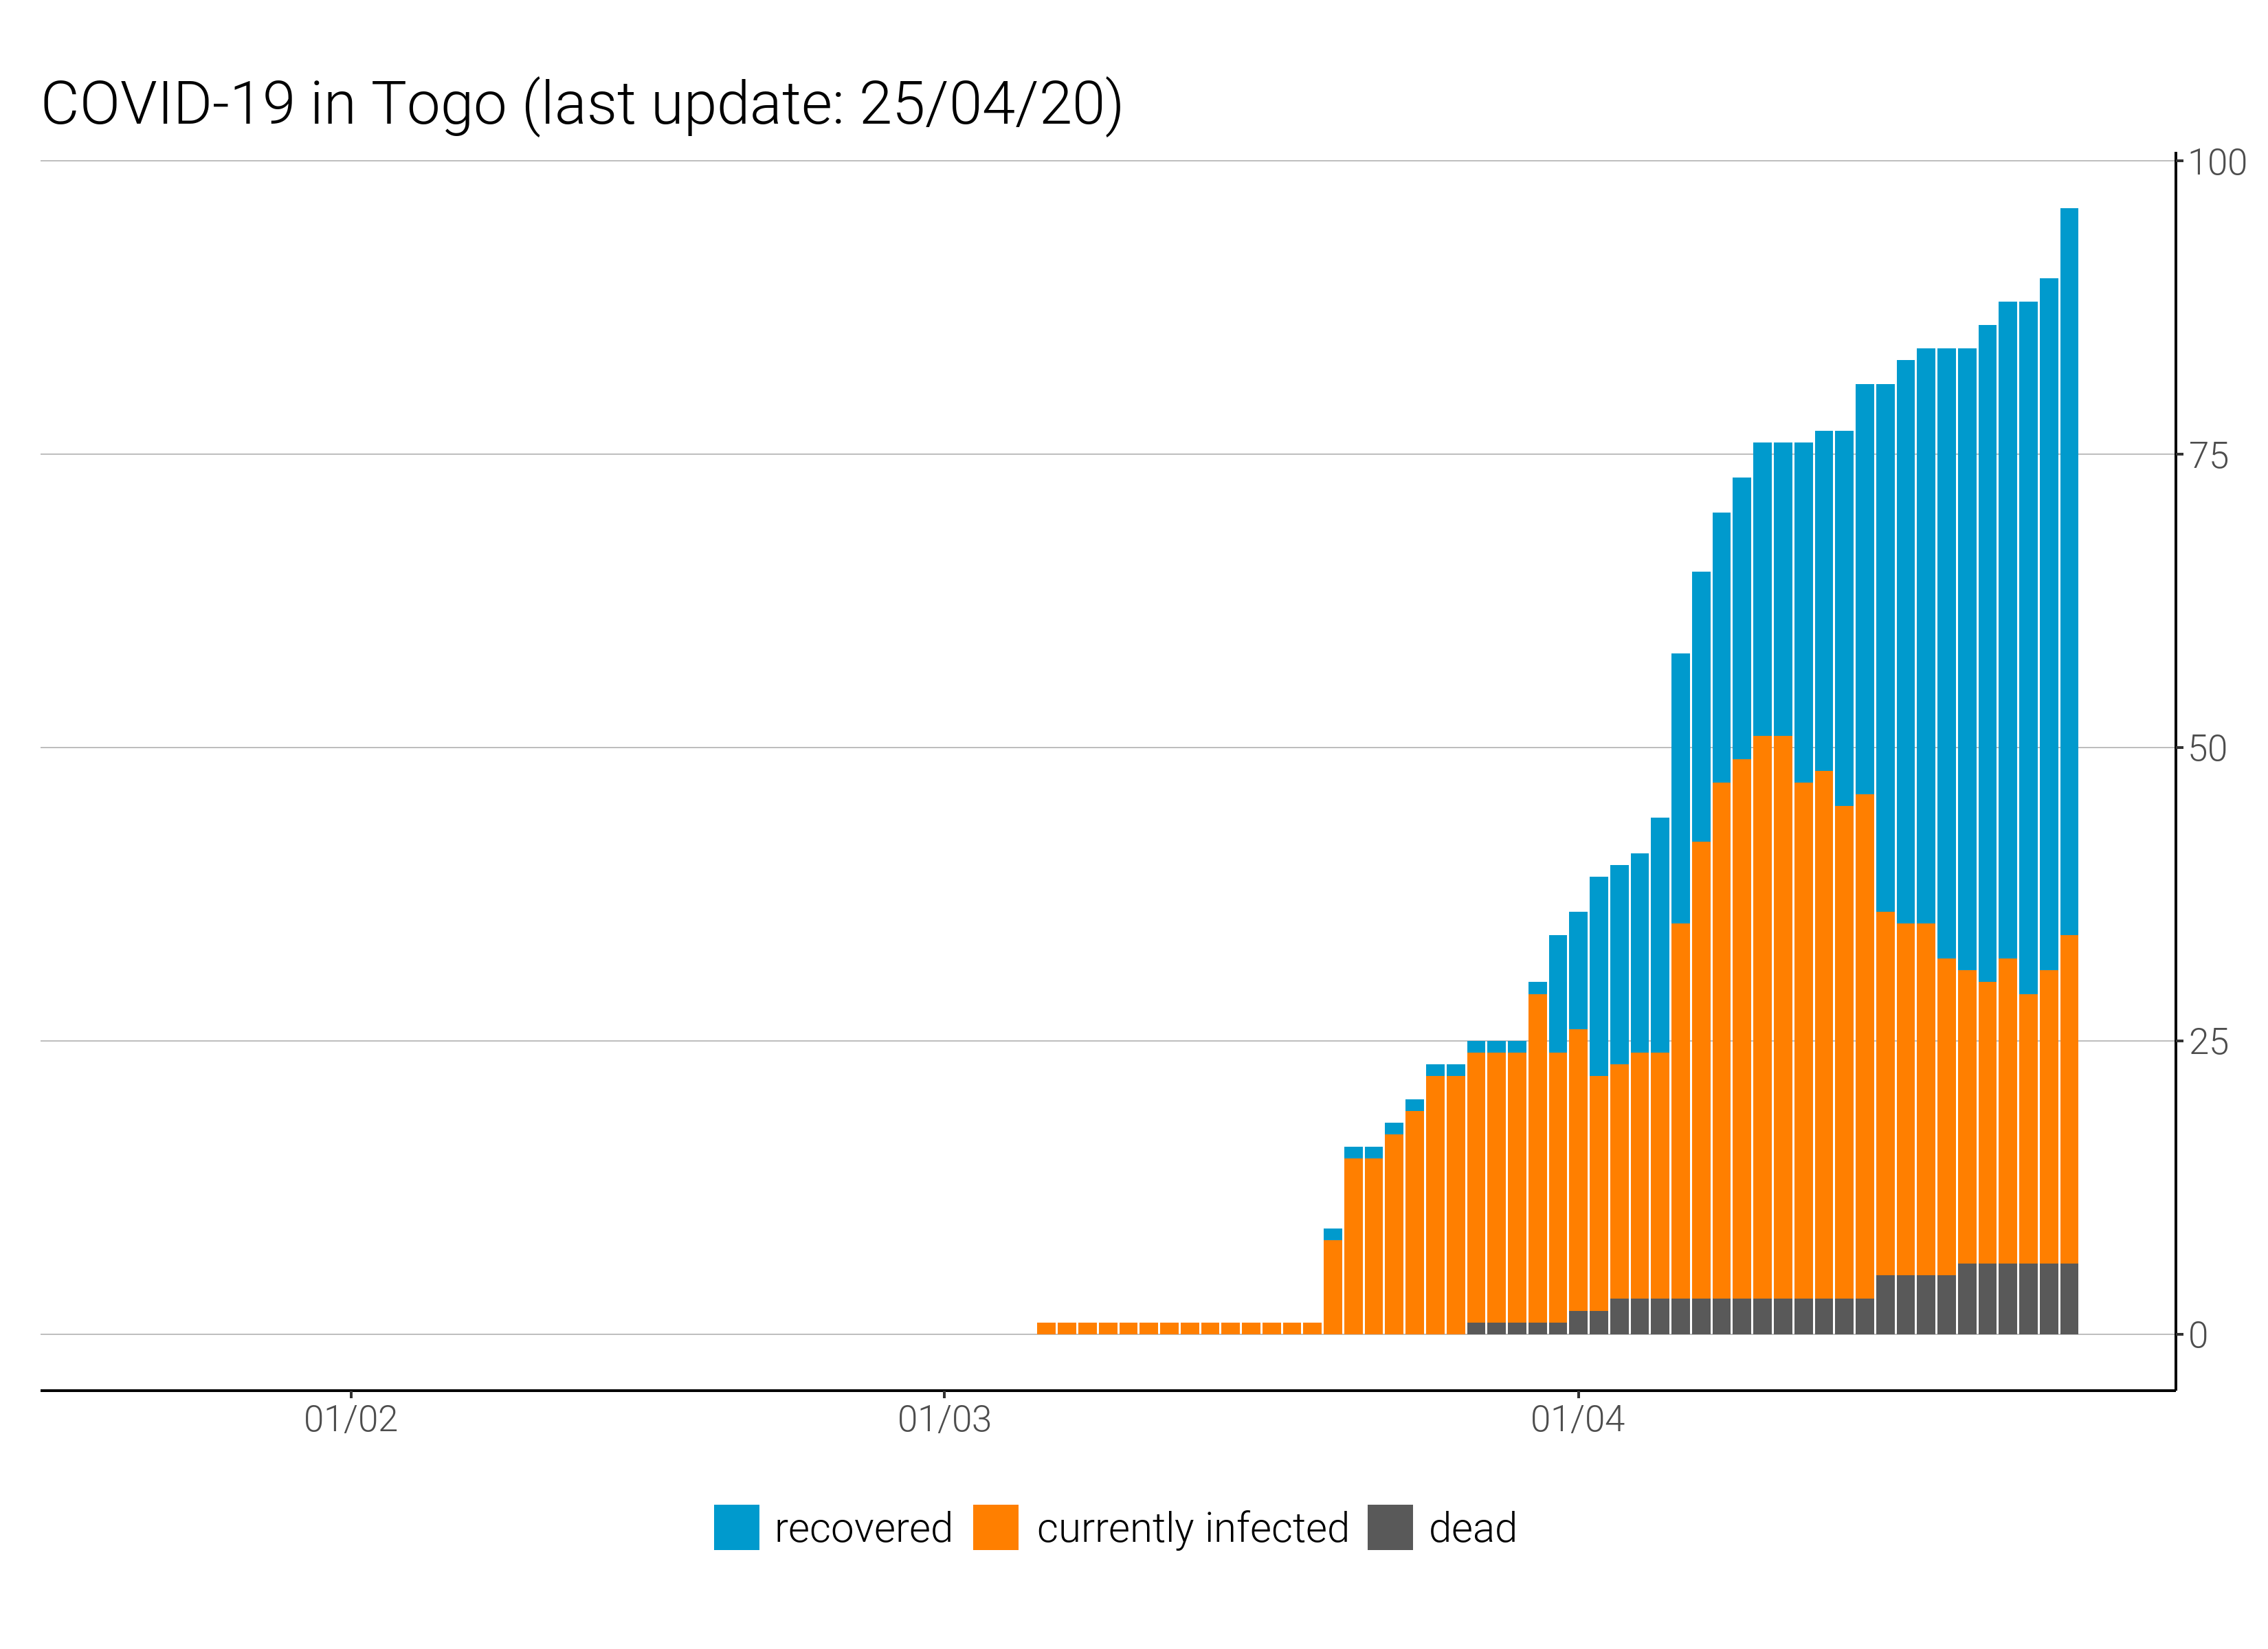 COVID-19 in Togo (last update: 25/04/20)
100
75
50
25
0
01/02 01/03 01/04
recovered currently infected dead